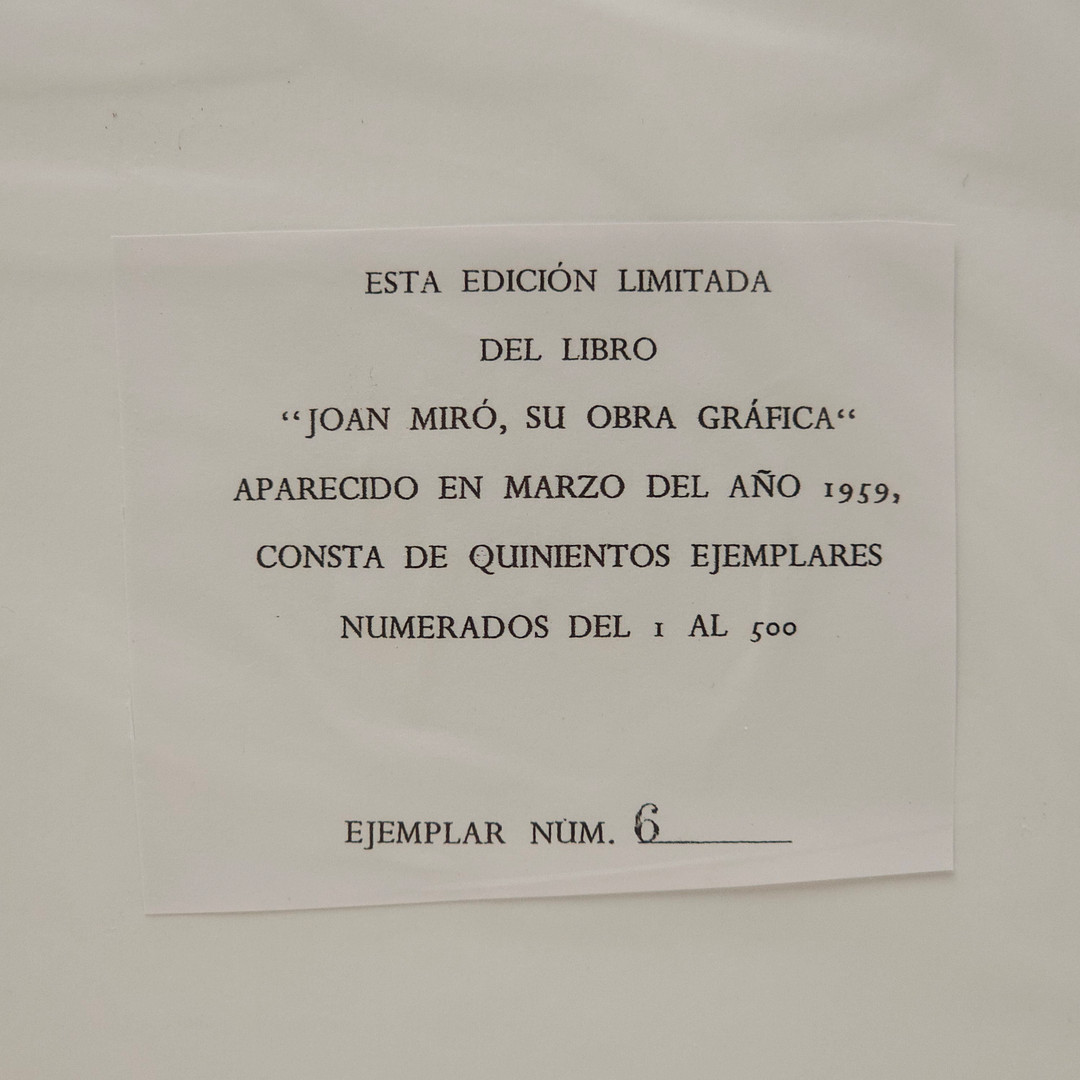 ESTA EDICIÓN LIMITADA
DEL LIBRO
“JOAN MIRÓ, SU OBRA GRÁFICA“
APARECIDO EN MARZO DEL AÑO 1959,
CONSTA DE QUINIENTOS EJEMPLARES
NUMERADOS DEL 1 AL 500
EJEMPLAR NÚM. 6